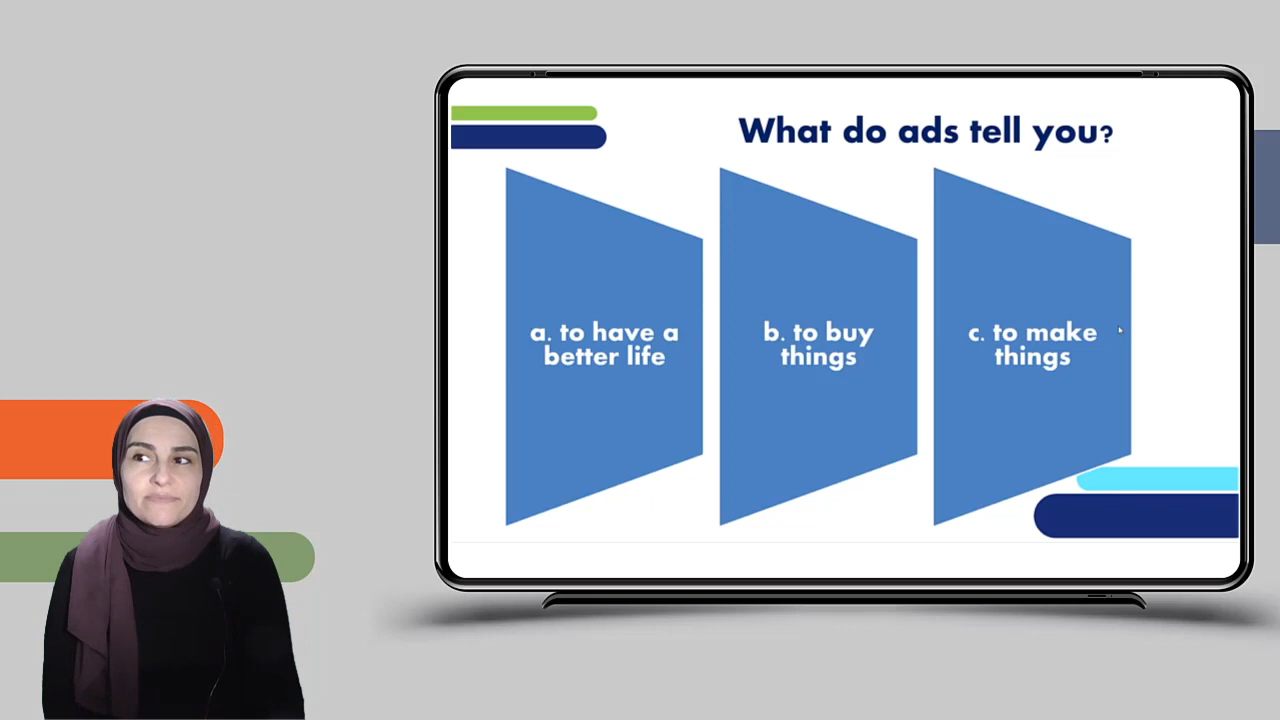 What do ads tell you?
a. to have a
better life
b. to buy
things
c. to make
things